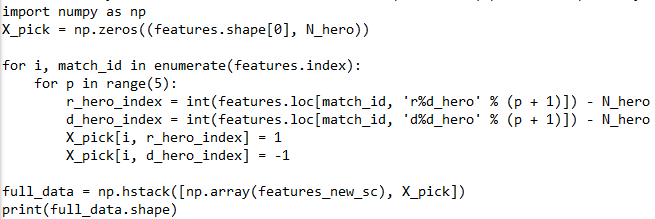 import numpy as np
X_pick = np.zeros((features.shape[0], N_hero))

for i, match_id in enumerate(features.index):
    for p in range(5):
        r_hero_index = int(features.loc[match_id, 'r%d_hero' % (p + 1)]) - N_hero
        d_hero_index = int(features.loc[match_id, 'd%d_hero' % (p + 1)]) - N_hero
        X_pick[i, r_hero_index] = 1
        X_pick[i, d_hero_index] = -1

full_data = np.hstack([np.array(features_new_sc), X_pick])
print(full_data.shape)